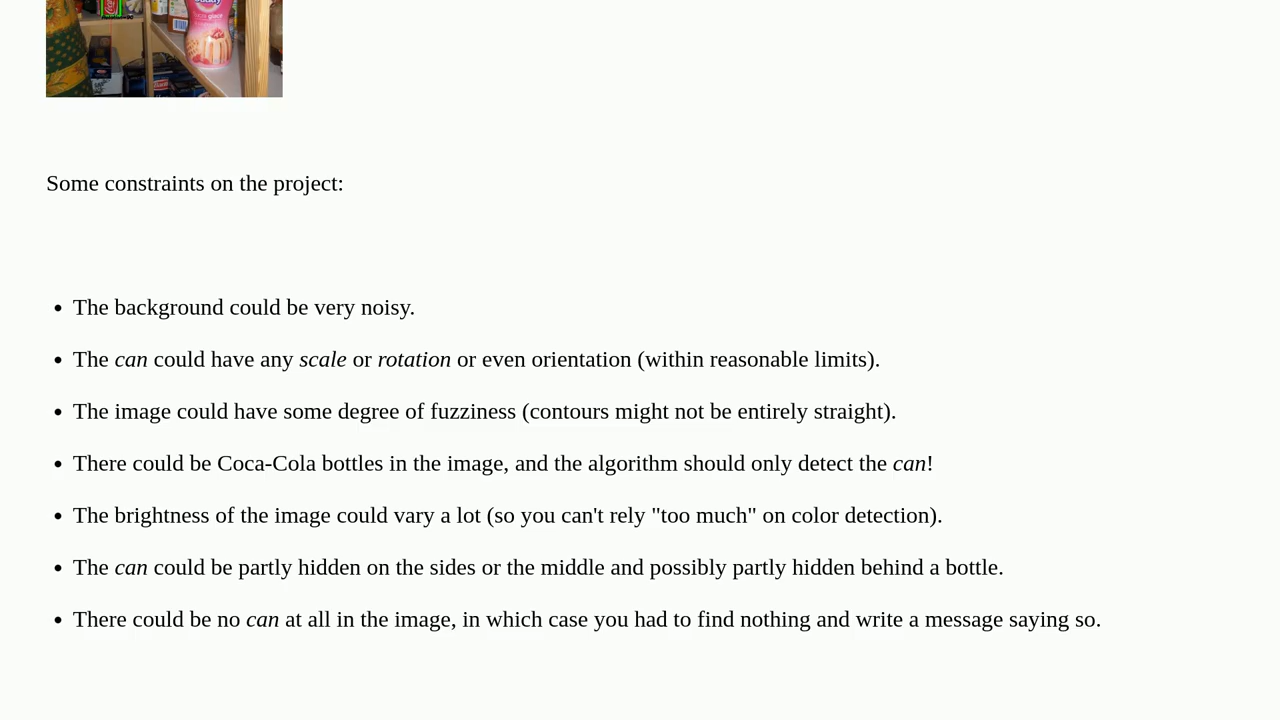 Some constraints on the project:
The background could be very noisy.
The can could have any scale or rotation or even orientation (within reasonable limits).
The image could have some degree of fuzziness (contours might not be entirely straight).
There could be Coca-Cola bottles in the image, and the algorithm should only detect the can!
The brightness of the image could vary a lot (so you can't rely "too much" on color detection).
The can could be partly hidden on the sides or the middle and possibly partly hidden behind a bottle.
There could be no can at all in the image, in which case you had to find nothing and write a message saying so.